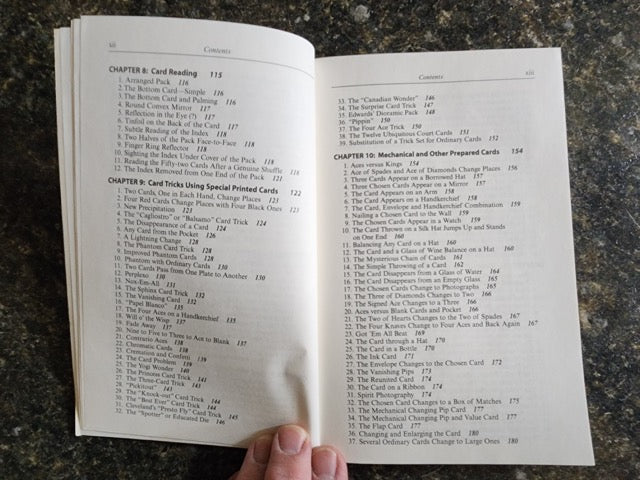 xii
Contents
CHAPTER 8: Card Reading 115
1. Arranged Pack 116
2. The Bottom Card—Simple 116
3. The Bottom Card and Palming 116
4. Round Convex Mirror 117
5. Reflection in the Eye (?) 117
6. Tinfoil on the Back of the Card 117
7. Subtle Reading of the Index 118
8. Two Halves of the Pack Face-to-Face 118
9. Finger Ring Reflector 118
10. Sighting the Index Under Cover of the Pack 118
11. Reading the Fifty-two Cards After a Genuine Shuffle 118
12. The Index Removed from One End of the Pack 121
CHAPTER 9: Card Tricks Using Special Printed Cards 122
1. Two Cards, One in Each Hand, Change Places 123
2. Four Red Cards Change Places with Four Black Ones 123
3. New Precipitation 123
4. The "Cagliostro" or "Balsamo" Card Trick 124
5. The Disappearance of a Card 124
6. Any Card from the Pocket 126
7. A Lightning Change 128
8. The Phantom Card Trick 128
9. Improved Phantom Cards 128
10. Phantom with Ordinary Cards 130
11. Two Cards Pass from One Plate to Another 130
12. Perplexo 130
13. Nox-Em-All 131
14. The Sphinx Card Trick 132
15. The Vanishing Card 132
16. "Papel Blanco" 135
17. The Four Aces on a Handkerchief 135
18. Will o' the Wisp 137
19. Fade Away 137
20. Nine to Five to Threes to Act to Blank 137
21. Contrario Aces 138
22. Chromatic Cards 138
23. Cremation and Confeti 139
24. The Card Problem 139
25. The Yogi Wonder 140
26. The Princess Card Trick 141
27. The Three-Card Trick 141
28. "Pickitout" 143
29. The "Knock-out" Card Trick 144
30. The "Best Ever" Card Trick 144
31. Cleveland's "Presto Fly" Card Trick 145
32. The "Spotter" or Educated Die 146
Contents
xiii
33. The "Canadian Wonder" 146
34. The Surprise Card Trick 147
35. Edwards' Dioramic Pack 148
36. "Pippin" 150
37. The Four Ace Trick 150
38. The Twelve Ubiquitous Court Cards 151
39. Substitution of a Trick Set for Ordinary Cards 152
CHAPTER 10: Mechanical and Other Prepared Cards 154
1. Aces versus Kings 154
2. Ace of Spades and Ace of Diamonds Change Places 156
3. Three Cards Appear on a Borrowed Hat 157
4. Three Chosen Cards Appear on a Mirror 157
5. The Card Appears on an Arm 158
6. The Card Appears on a Handkerchief 158
7. The Card, Envelope and Handkerchief Combination 159
8. Nailing a Chosen Card to the Wall 159
9. The Chosen Cards Appear in a Watch 159
10. The Card Thrown on a Silk Hat Jumps Up and Stands
on One End 160
11. Balancing Any Card on a Hat 160
12. The Card and a Glass of Wine Balance on a Hat 160
13. The Mysterious Chain of Cards 161
14. The Simple Throwing of a Card 162
15. The Card Disappears from a Glass of Water 164
16. The Card Disappears from an Empty Glass 165
17. The Chosen Cards Change to Photographs 165
18. The Three of Diamonds Changes to Two 166
19. The Signed Ace Changes to a Three 166
20. Aces versus Blank Cards and Pocket 166
21. The Two of Hearts Changes to the Two of Spades 167
22. The Four Knaves Change to Four Aces and Back Again 167
23. Got 'Em All Beat 169
24. The Card through a Hat 170
25. The Card in a Bottle 170
26. The Ink Card 171
27. The Envelope Changes to the Chosen Card 172
28. The Vanishing Pips 173
29. The Reunited Card 174
30. The Card on a Ribbon 174
31. Spirit Photography 174
32. The Chosen Card Changes to a Box of Matches 175
33. The Mechanical Changing Pip Card 177
34. The Mechanical Changing Pip and Value Card 177
35. The Flap Card 177
36. Changing and Enlarging the Card 180
37. Several Ordinary Cards Change to Large Ones 180